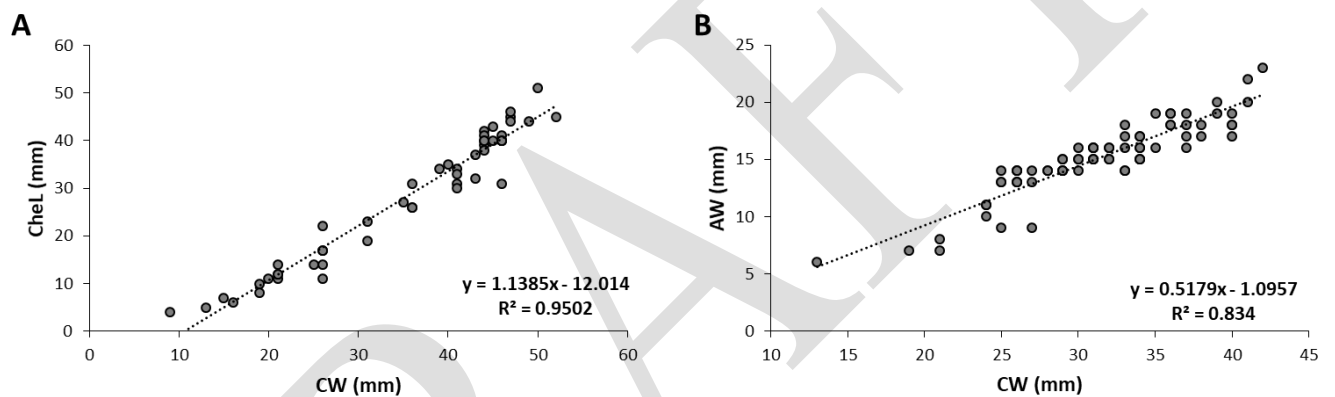 A
CheL (mm)
60
50
40
30
20
10
0
0 10 20 30 40 50 60
CW (mm)
y = 1.1385x - 12.014
R² = 0.9502
B
AW (mm)
25
20
15
10
5
0
10 15 20 25 30 35 40 45
CW (mm)
y = 0.5179x - 1.0957
R² = 0.834